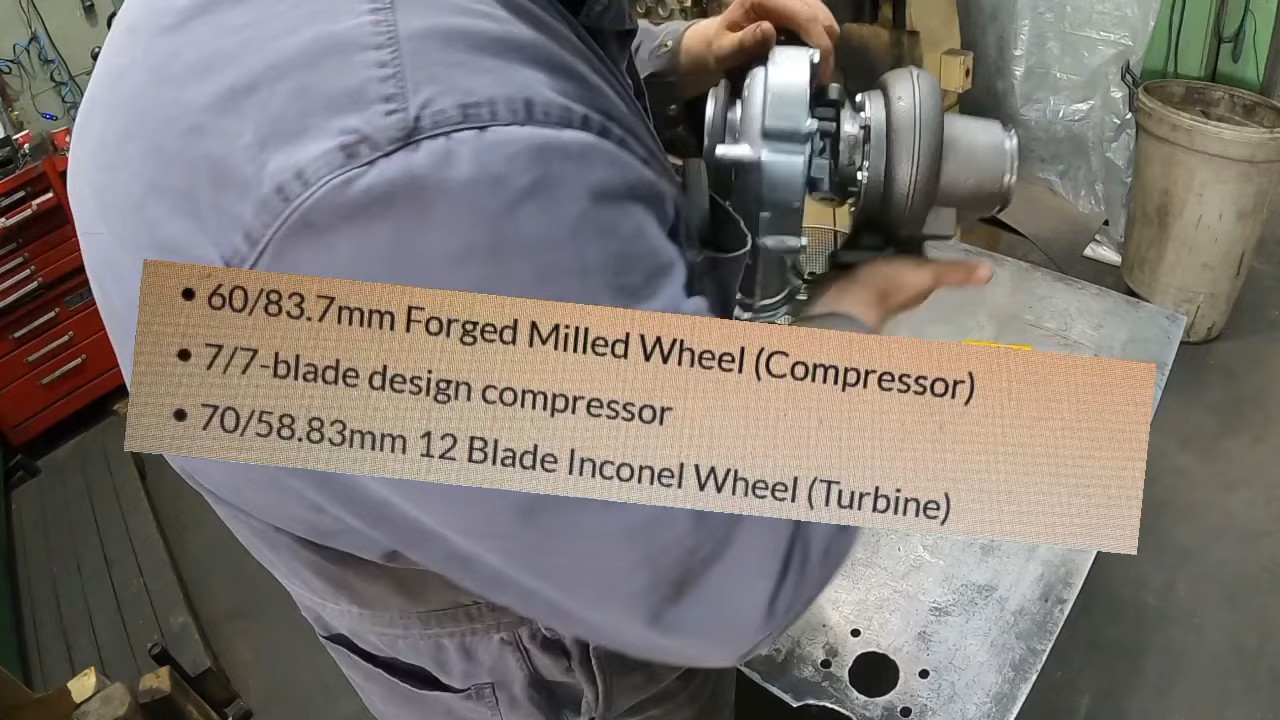 • 60/83.7mm Forged Milled Wheel (Compressor)
• 7/7-blade design compressor
• 70/58.83mm 12 Blade Inconel Wheel (Turbine)